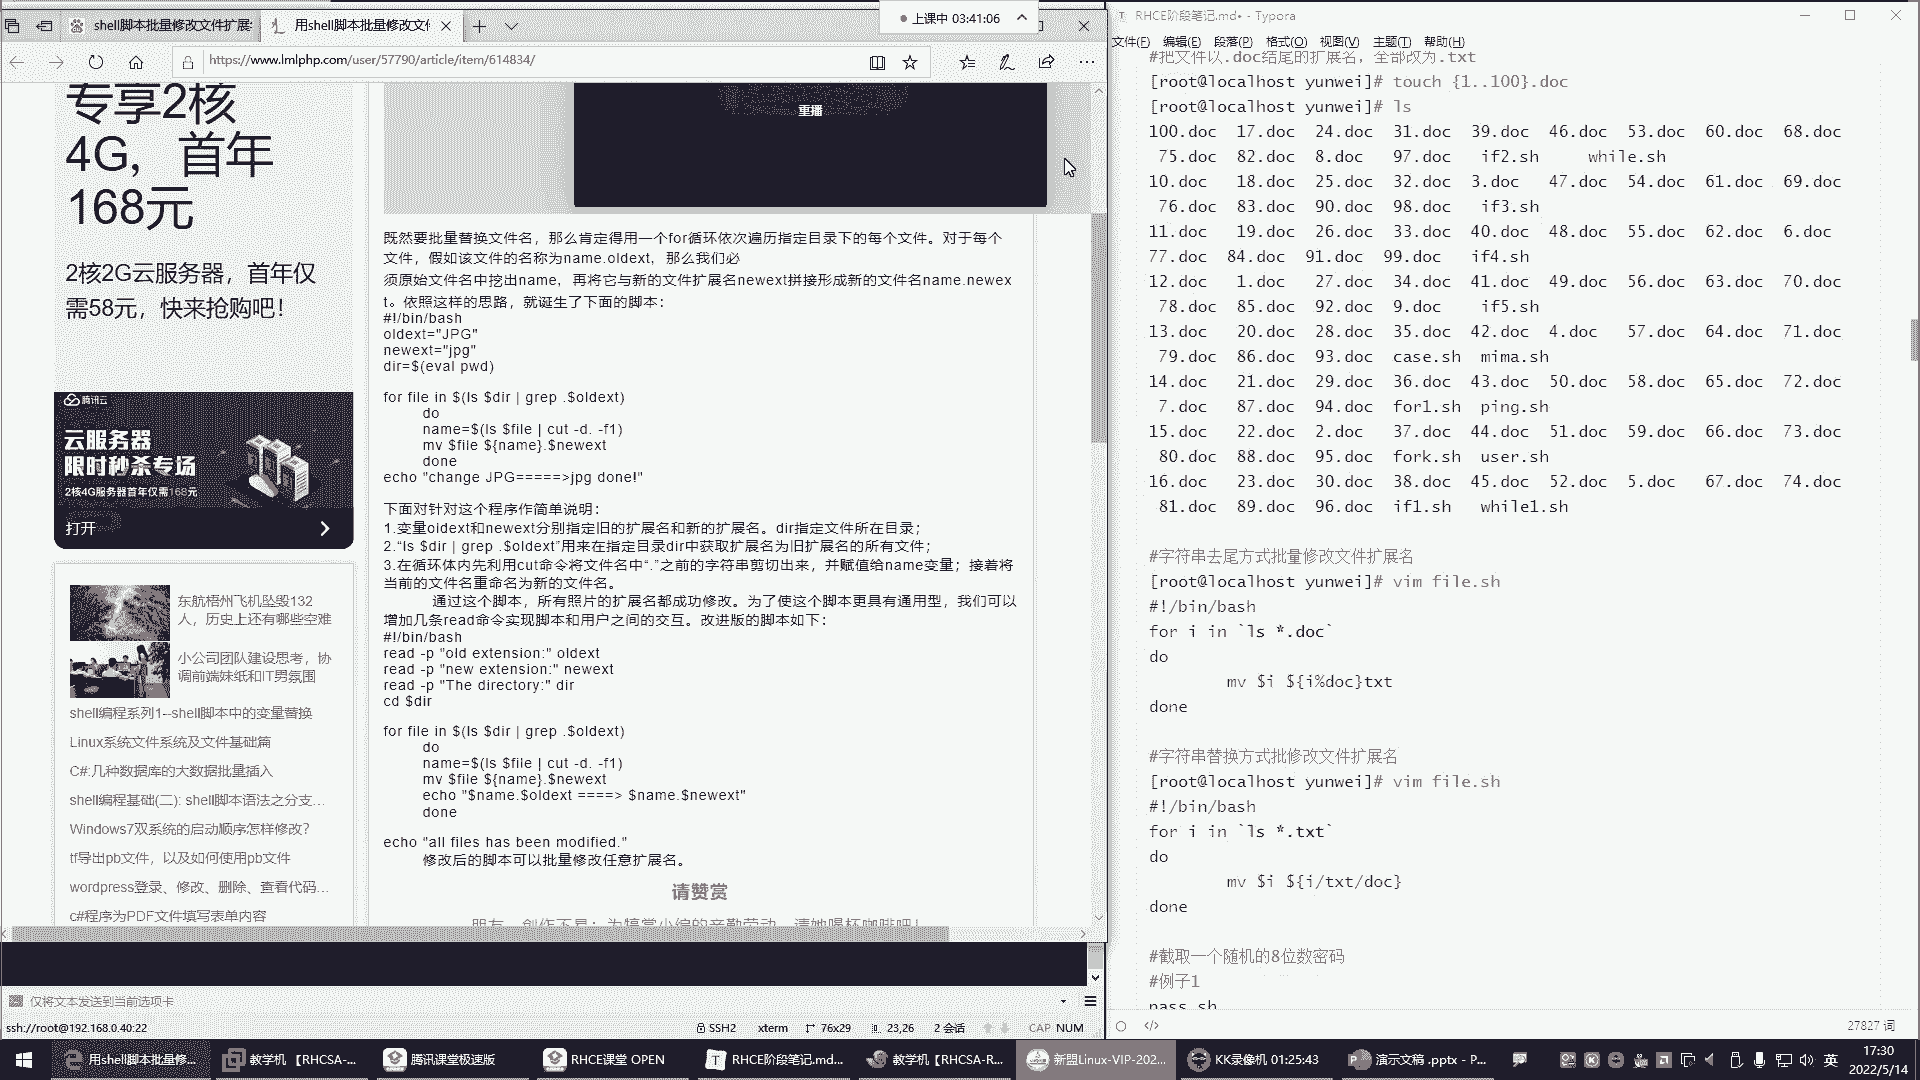 shell脚本批量修改文件扩展
用shell脚本批量修改文
上课中 03:41:06
https://www.lmlphp.com/user/57790/article/item/614834/
专享2核
4G，首年
168元
2核2G云服务器，首年仅
需58元，快来抢购吧！
腾讯云
云服务器
限时秒杀专场
2核4G服务器首年仅需168元
打开
东航梧州飞机坠毁132
人，历史上还有哪些空难
小公司团队建设思考，协
调前端妹纸和IT男氛围
shell编程系列1--shell脚本中的变量替换
Linux系统文件系统及文件基础篇
C#:几种数据库的大数据批量插入
shell编程基础(二): shell脚本语法之分支…
Windows7双系统的启动顺序怎样修改？
tf导出pb文件，以及如何使用pb文件
wordpress登录、修改、删除、查看代码…
c#程序为PDF文件填写表单内容
重播
既然要批量替换文件名，那么肯定得用一个for循环依次遍历指定目录下的每个文件。对于每个
文件，假如该文件的名称为name.oldext，那么我们必
须原始文件名中挖出name，再将它与新的文件扩展名newext拼接形成新的文件名name.newex
t。依照这样的思路，就诞生了下面的脚本：
#!/bin/bash
oldext="JPG"
newext="jpg"
dir=$(eval pwd)
for file in $(ls $dir | grep .$oldext)
do
name=$(ls $file | cut -d. -f1)
mv $file ${name}.$newext
done
echo "change JPG=====>jpg done!"
下面对针对这个程序作简单说明：
1.变量oldext和newext分别指定旧的扩展名和新的扩展名。dir指定文件所在目录；
2.“ls $dir | grep .$oldext”用来在指定目录dir中获取扩展名为旧扩展名的所有文件；
3.在循环体内先利用cut命令将文件名中“.”之前的字符串剪切出来，并赋值给name变量；接着将
当前的文件名重命名为新的文件名。
通过这个脚本，所有照片的扩展名都成功修改。为了使这个脚本更具有通用型，我们可以
增加几条read命令实现脚本和用户之间的交互。改进版的脚本如下：
#!/bin/bash
read -p "old extension:" oldext
read -p "new extension:" newext
read -p "The directory:" dir
cd $dir
for file in $(ls $dir | grep .$oldext)
do
name=$(ls $file | cut -d. -f1)
mv $file ${name}.$newext
echo "$name.$oldext ====> $name.$newext"
done
echo "all files has been modified."
修改后的脚本可以批量修改任意扩展名。
请赞赏
朋友，创作不易；为犒赏小编的辛勤劳动，请她喝杯咖啡吧！
仅将文本发送到当前选项卡
ssh://root@192.168.0.40:22
SSH2 xterm 76x29 23,26 2 会话 CAP NUM
RHCE阶段笔记.md• - Typora
文件(F) 编辑(E) 段落(P) 格式(O) 视图(V) 主题(T) 帮助(H)
#把文件以.doc结尾的扩展名，全部改为.txt
[root@localhost yunwei]# touch {1..100}.doc
[root@localhost yunwei]# ls
100.doc 17.doc 24.doc 31.doc 39.doc 46.doc 53.doc 60.doc 68.doc
75.doc 82.doc 8.doc 97.doc if2.sh while.sh
10.doc 18.doc 25.doc 32.doc 3.doc 47.doc 54.doc 61.doc 69.doc
76.doc 83.doc 90.doc 98.doc if3.sh
11.doc 19.doc 26.doc 33.doc 40.doc 48.doc 55.doc 62.doc 6.doc
77.doc 84.doc 91.doc 99.doc if4.sh
12.doc 1.doc 27.doc 34.doc 41.doc 49.doc 56.doc 63.doc 70.doc
78.doc 85.doc 92.doc 9.doc if5.sh
13.doc 20.doc 28.doc 35.doc 42.doc 4.doc 57.doc 64.doc 71.doc
79.doc 86.doc 93.doc case.sh mima.sh
14.doc 21.doc 29.doc 36.doc 43.doc 50.doc 58.doc 65.doc 72.doc
7.doc 87.doc 94.doc for1.sh ping.sh
15.doc 22.doc 2.doc 37.doc 44.doc 51.doc 59.doc 66.doc 73.doc
80.doc 88.doc 95.doc fork.sh user.sh
16.doc 23.doc 30.doc 38.doc 45.doc 52.doc 5.doc 67.doc 74.doc
81.doc 89.doc 96.doc if1.sh while1.sh
#字符串去尾方式批量修改文件扩展名
[root@localhost yunwei]# vim file.sh
#!/bin/bash
for i in `ls *.doc`
do
mv $i ${i%doc}txt
done
#字符串替换方式批修改文件扩展名
[root@localhost yunwei]# vim file.sh
#!/bin/bash
for i in `ls *.txt`
do
mv $i ${i/txt/doc}
done
#截取一个随机的8位数密码
#例子1
pass.sh
27827 词
用shell脚本批量修...
教学机 【RHCSA-...
腾讯课堂极速版
RHCE课堂 OPEN
RHCE阶段笔记.md...
教学机【RHCSA-R...
新盟Linux-VIP-202...
KK录像机 01:25:43
演示文稿 .pptx - P...
英
17:30
2022/5/14